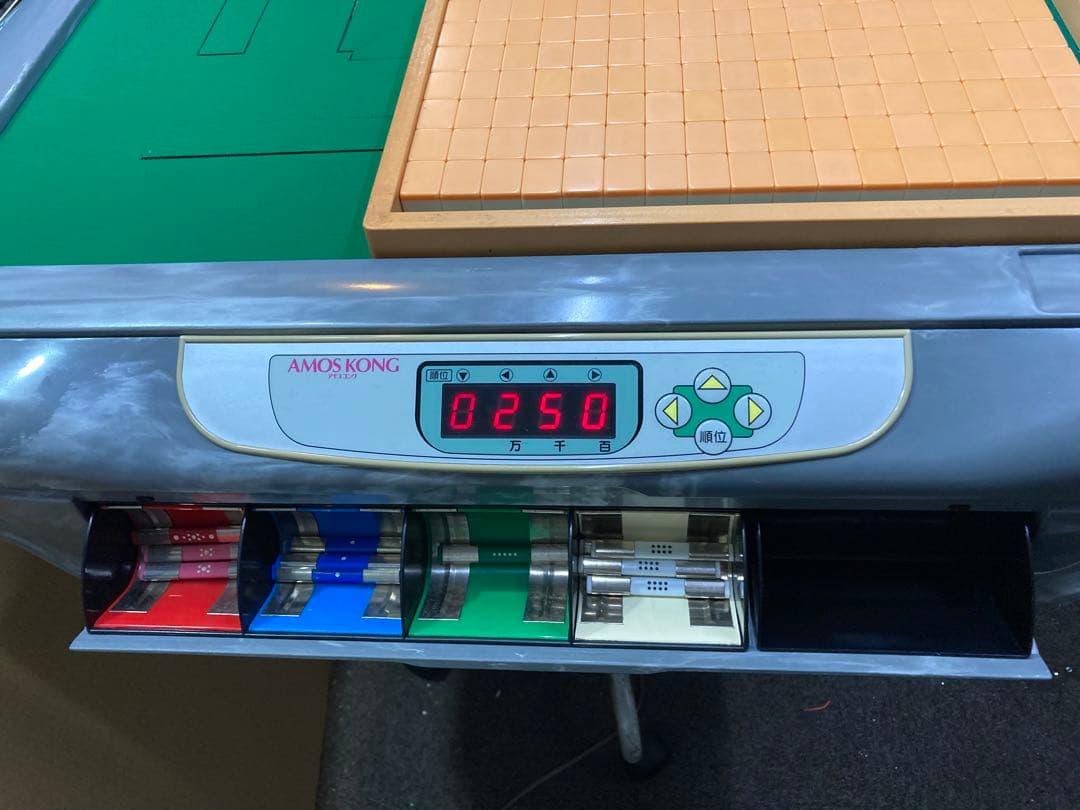 AMOS KONG
アモスコング
順位 ▼ ◀ ▲ ▶
0250
万 千 百
順位